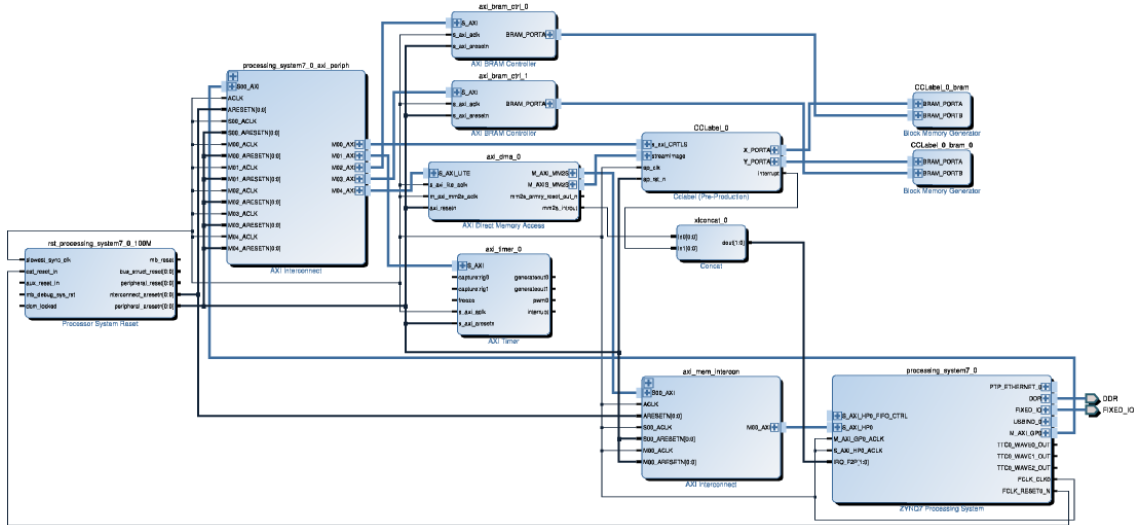 axi_bram_ctrl_0
S_AXI
s_axi_aclk
s_axi_aresetn
BRAM_PORTA
AXI BRAM Controller
processing_system7_0_axi_periph
S00_AXI
ACLK
ARESETN[0:0]
S00_ACLK
S00_ARESETN[0:0]
M00_ACLK
M00_ARESETN[0:0]
M01_ACLK
M01_ARESETN[0:0]
M02_ACLK
M02_ARESETN[0:0]
M03_ACLK
M03_ARESETN[0:0]
M04_ACLK
M04_ARESETN[0:0]
M00_AXI
M01_AXI
M02_AXI
M03_AXI
M04_AXI
AXI Interconnect
axi_bram_ctrl_1
S_AXI
s_axi_aclk
s_axi_aresetn
BRAM_PORTA
AXI BRAM Controller
CCLabel_0_bram
BRAM_PORTA
BRAM_PORTB
Block Memory Generator
CCLabel_0
s_axi_CRTLS
streamImage
ap_clk
ap_rst_n
X_PORTA
Y_PORTA
interrupt
Cclabel (Pre-Production)
CCLabel_0_bram_0
BRAM_PORTA
BRAM_PORTB
Block Memory Generator
axi_dma_0
S_AXI_LITE
s_axi_lite_aclk
m_axi_mm2s_aclk
axi_resetn
M_AXI_MM2S
M_AXIS_MM2S
mm2s_prmry_reset_out_n
mm2s_introut
AXI Direct Memory Access
xlconcat_0
In0[0:0]
In1[0:0]
dout[1:0]
Concat
rst_processing_system7_0_100M
slowest_sync_clk
ext_reset_in
aux_reset_in
mb_debug_sys_rst
dcm_locked
mb_reset
bus_struct_reset[0:0]
peripheral_reset[0:0]
interconnect_aresetn[0:0]
peripheral_aresetn[0:0]
Processor System Reset
axi_timer_0
S_AXI
capturetrig0
capturetrig1
freeze
s_axi_aclk
s_axi_aresetn
generateout0
generateout1
pwm0
interrupt
AXI Timer
axi_mem_intercon
S00_AXI
ACLK
ARESETN[0:0]
S00_ACLK
S00_ARESETN[0:0]
M00_ACLK
M00_ARESETN[0:0]
M00_AXI
AXI Interconnect
processing_system7_0
S_AXI_HP0_FIFO_CTRL
S_AXI_HP0
M_AXI_GP0_ACLK
S_AXI_HP0_ACLK
IRQ_F2P[1:0]
PTP_ETHERNET_0
DDR
FIXED_IO
USBIND_0
M_AXI_GP0
TTC0_WAVE0_OUT
TTC0_WAVE1_OUT
TTC0_WAVE2_OUT
FCLK_CLK0
FCLK_RESET0_N
ZYNQ7 Processing System
DDR
FIXED_IO